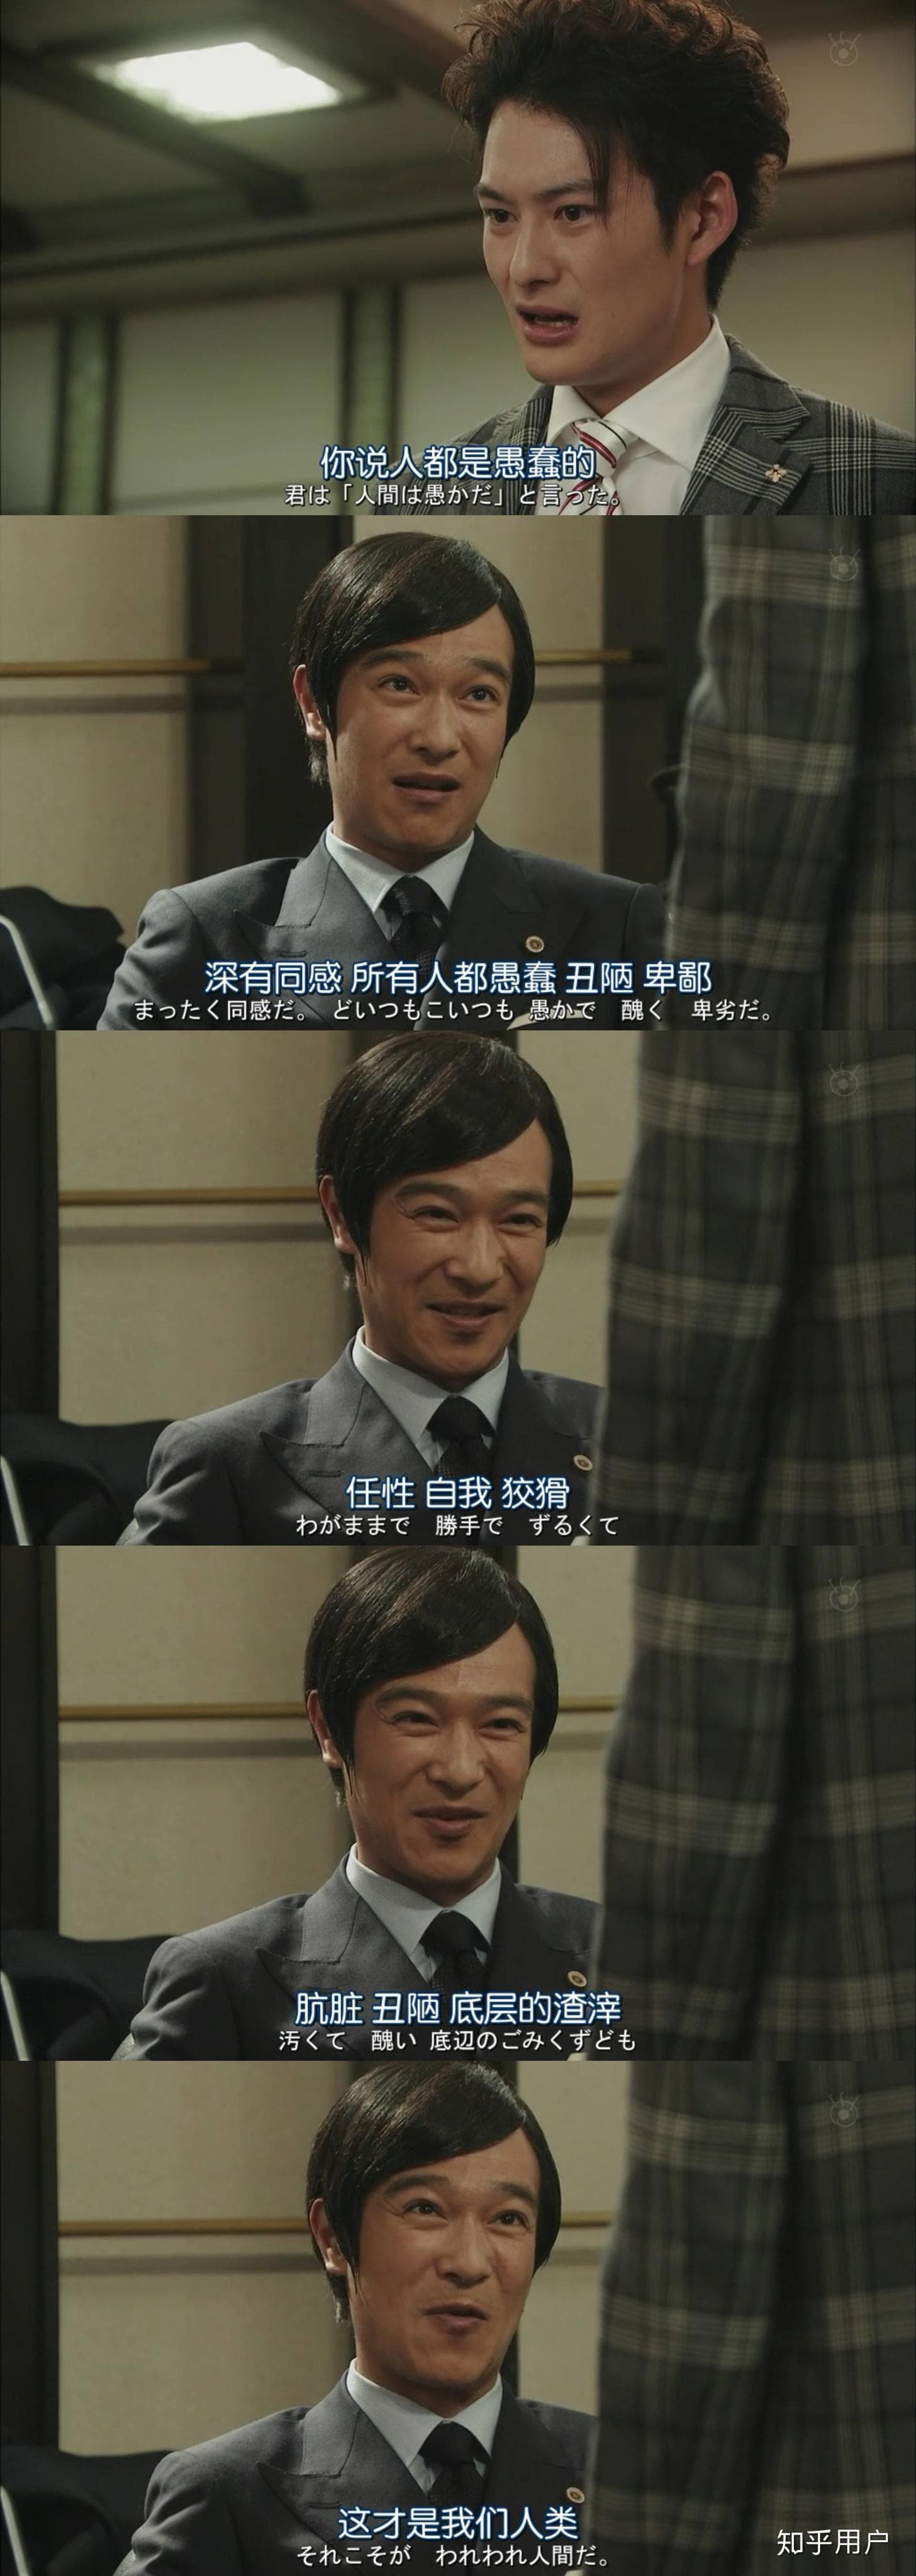 你说人都是愚蠢的
君は「人間は愚かだ」と言った。
深有同感 所有人都愚蠢 丑陋 卑鄙
まったく同感だ。 どいつもこいつも 愚かで 醜く 卑劣だ。
任性 自我 狡猾
わがままで 勝手で ずるくて
肮脏 丑陋 底层的渣滓
汚くて 醜い 底辺のごみくずども
这才是我们人类
それこそが われわれ人間だ。
知乎用户